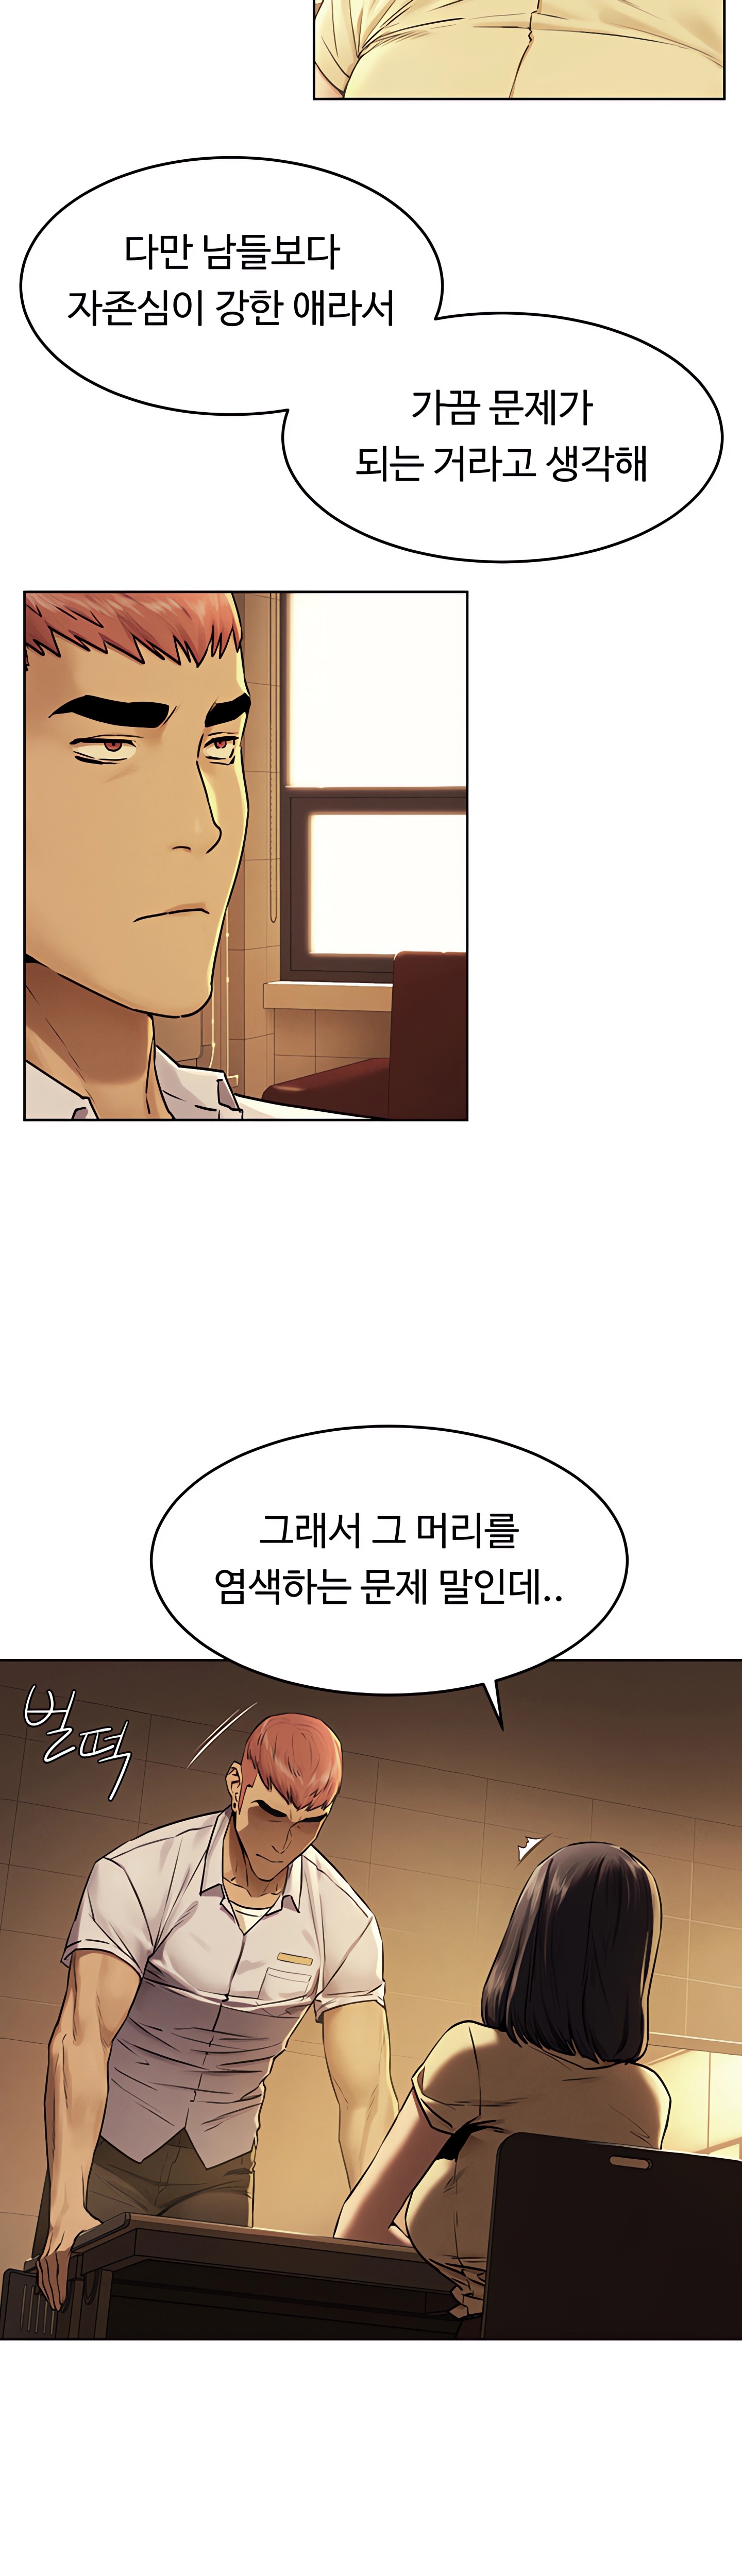 다만 남들보다
자존심이 강한 애라서
가끔 문제가
되는 거라고 생각해
그래서 그 머리를
염색하는 문제 말인데..
벌떡